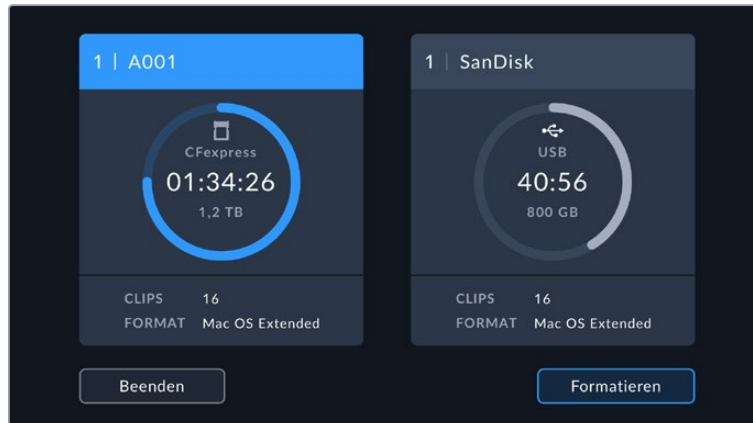 1 | A001
CFexpress
01:34:26
1,2 TB
CLIPS 16
FORMAT Mac OS Extended
1 | SanDisk
USB
40:56
800 GB
CLIPS 16
FORMAT Mac OS Extended
Beenden
Formatieren